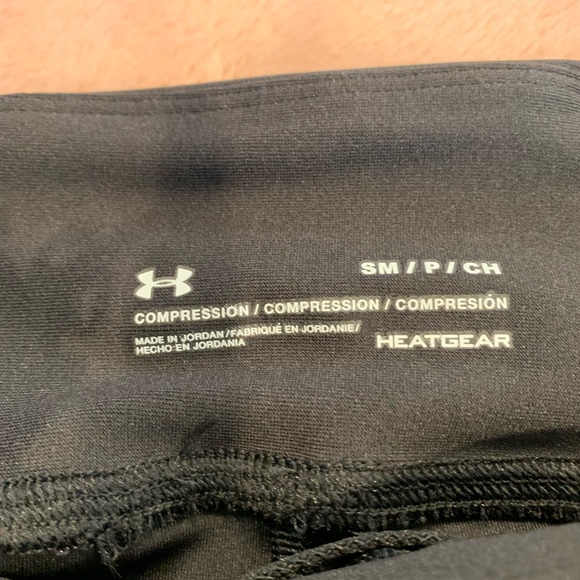 SM / P / CH
COMPRESSION / COMPRESSION / COMPRESIÓN
MADE IN JORDAN / FABRIQUÉ EN JORDANIE /
HECHO EN JORDANIA
HEATGEAR